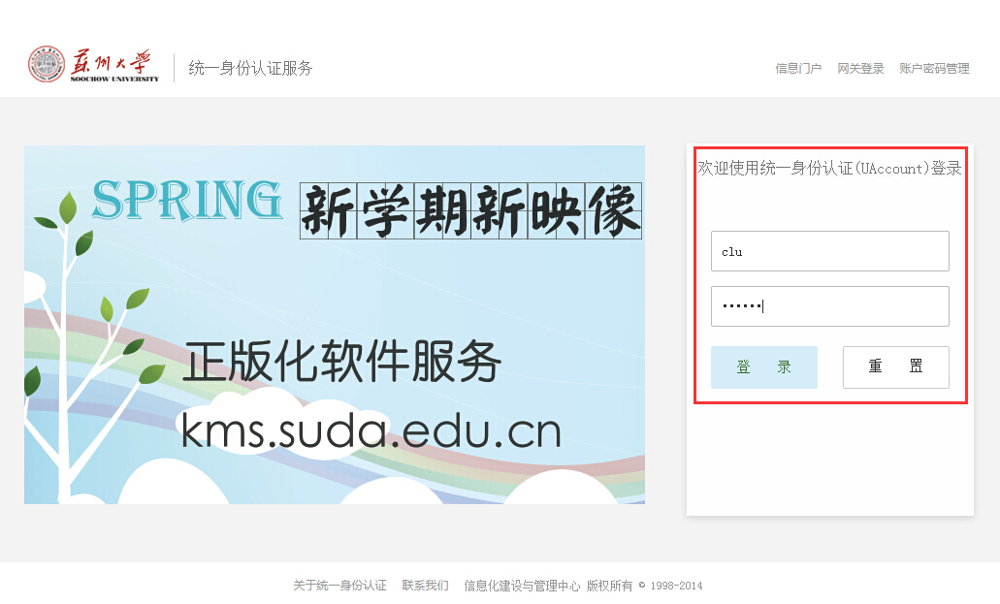 蘇州大學
SOOCHOW UNIVERSITY
统一身份认证服务
信息门户 网关登录 账户密码管理
SPRING 新学期新映像
正版化软件服务
kms.suda.edu.cn
欢迎使用统一身份认证(UAccount)登录
clu
••••••
登 录 重 置
关于统一身份认证 联系我们 信息化建设与管理中心 版权所有 © 1998-2014